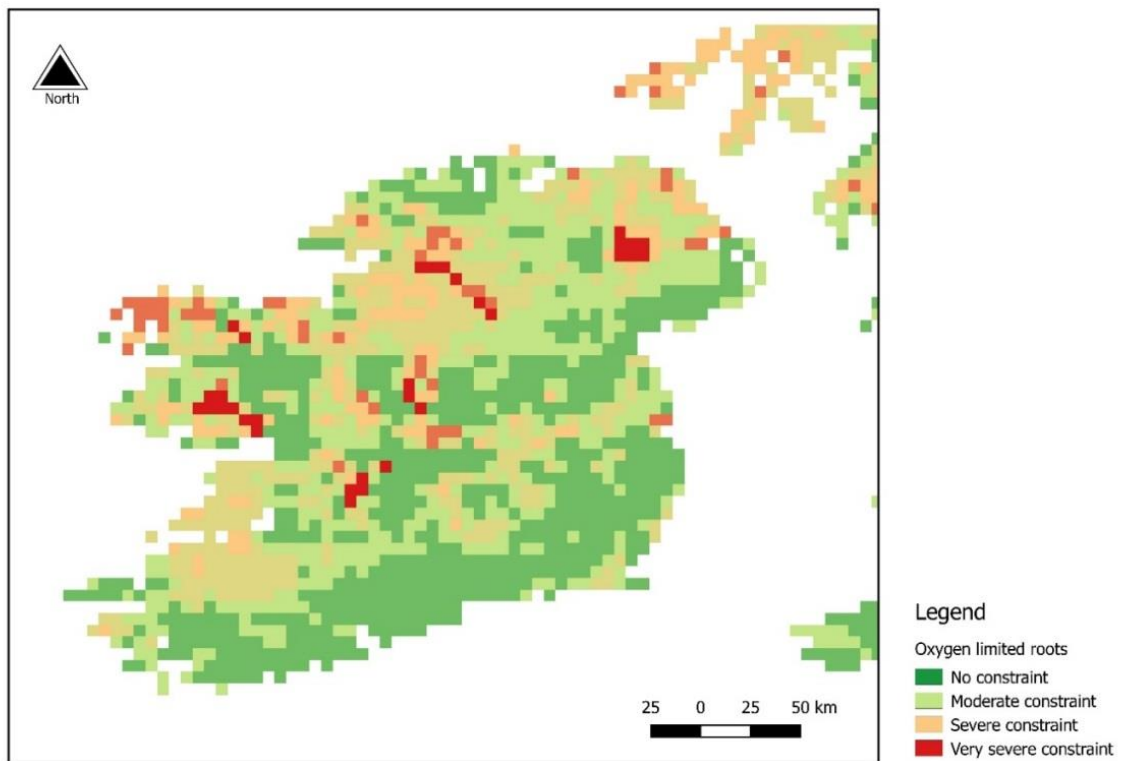 North
25 0 25 50 km
Legend
Oxygen limited roots
No constraint
Moderate constraint
Severe constraint
Very severe constraint